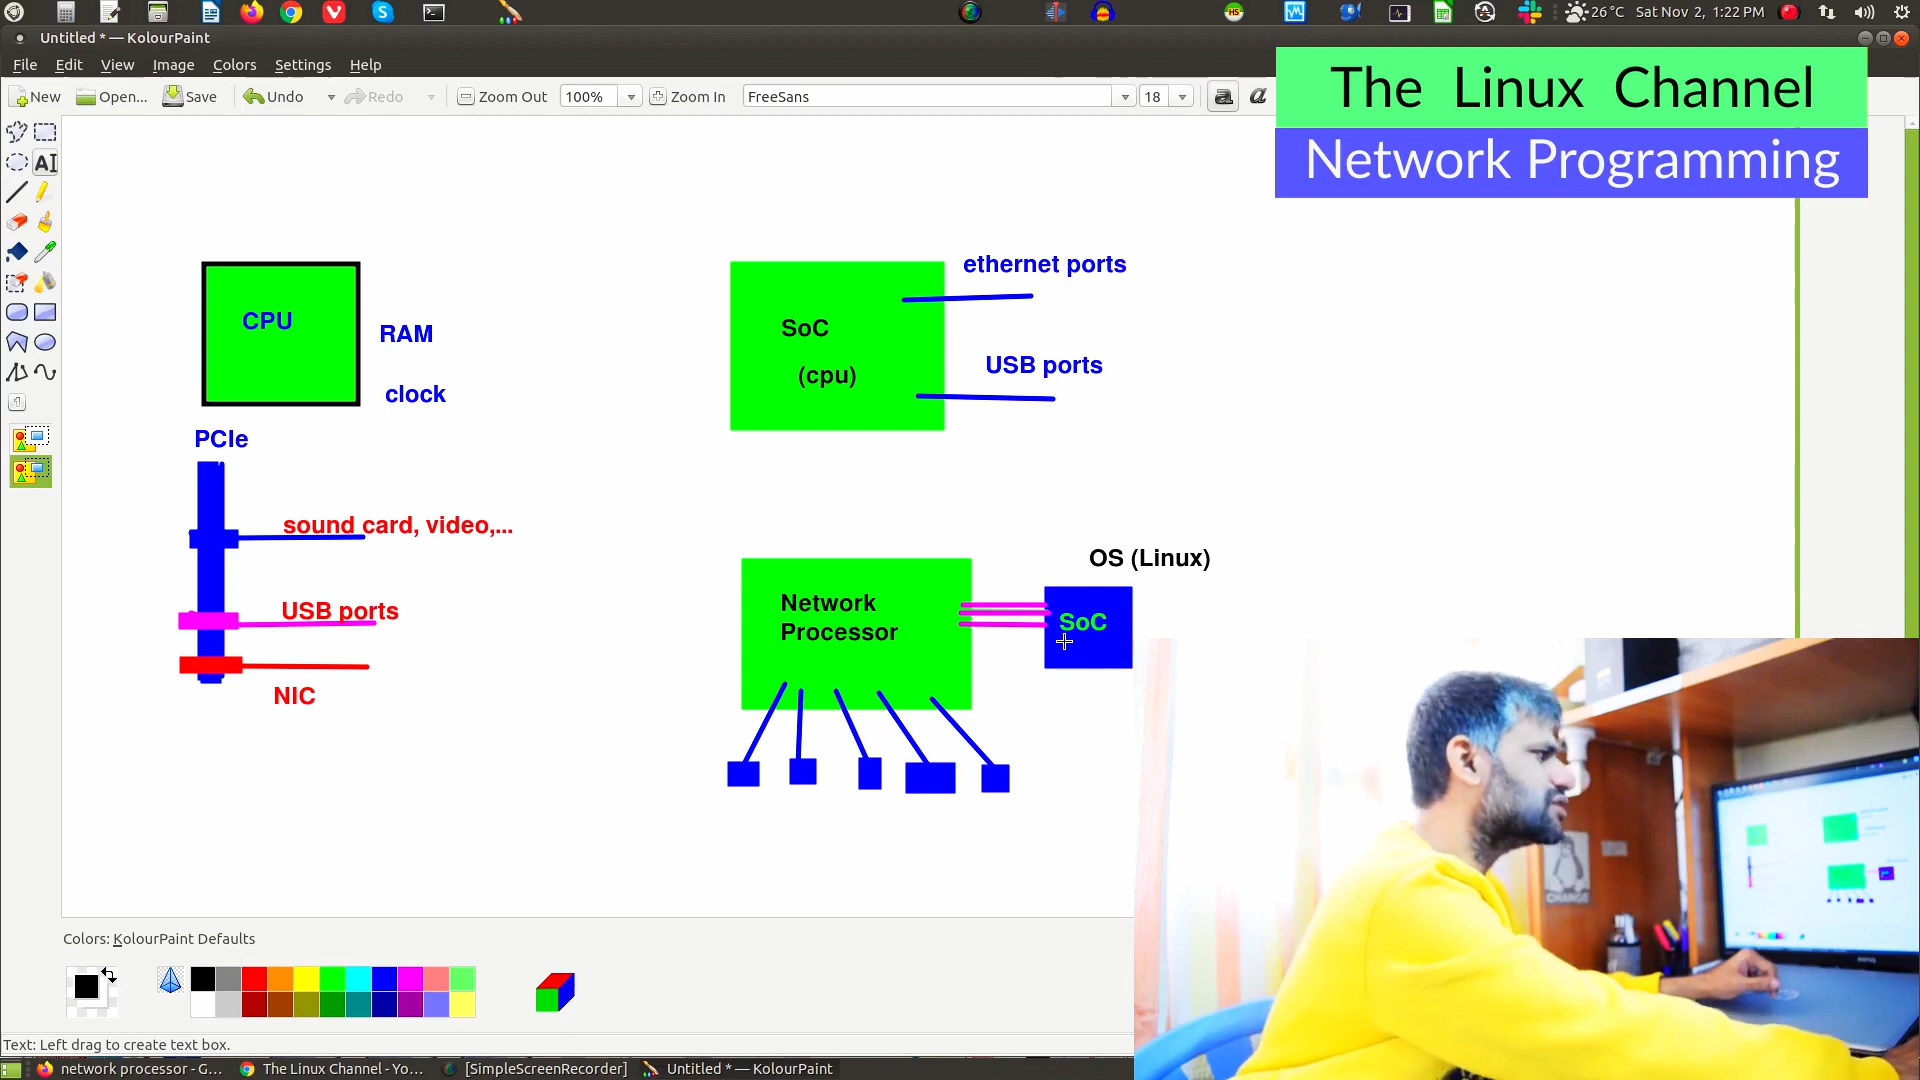 26°C Sat Nov 2, 1:22 PM
Untitled * — KolourPaint
File Edit View Image Colors Settings Help
New Open... Save Undo Redo Zoom Out 100% Zoom In FreeSans 18
The Linux Channel
Network Programming
CPU
RAM
clock
PCIe
sound card, video,...
USB ports
NIC
SoC
(cpu)
ethernet ports
USB ports
Network
Processor
OS (Linux)
SoC
CHANGE
Colors: KolourPaint Defaults
Text: Left drag to create text box.
network processor - G... The Linux Channel - Yo... [SimpleScreenRecorder] Untitled * — KolourPaint